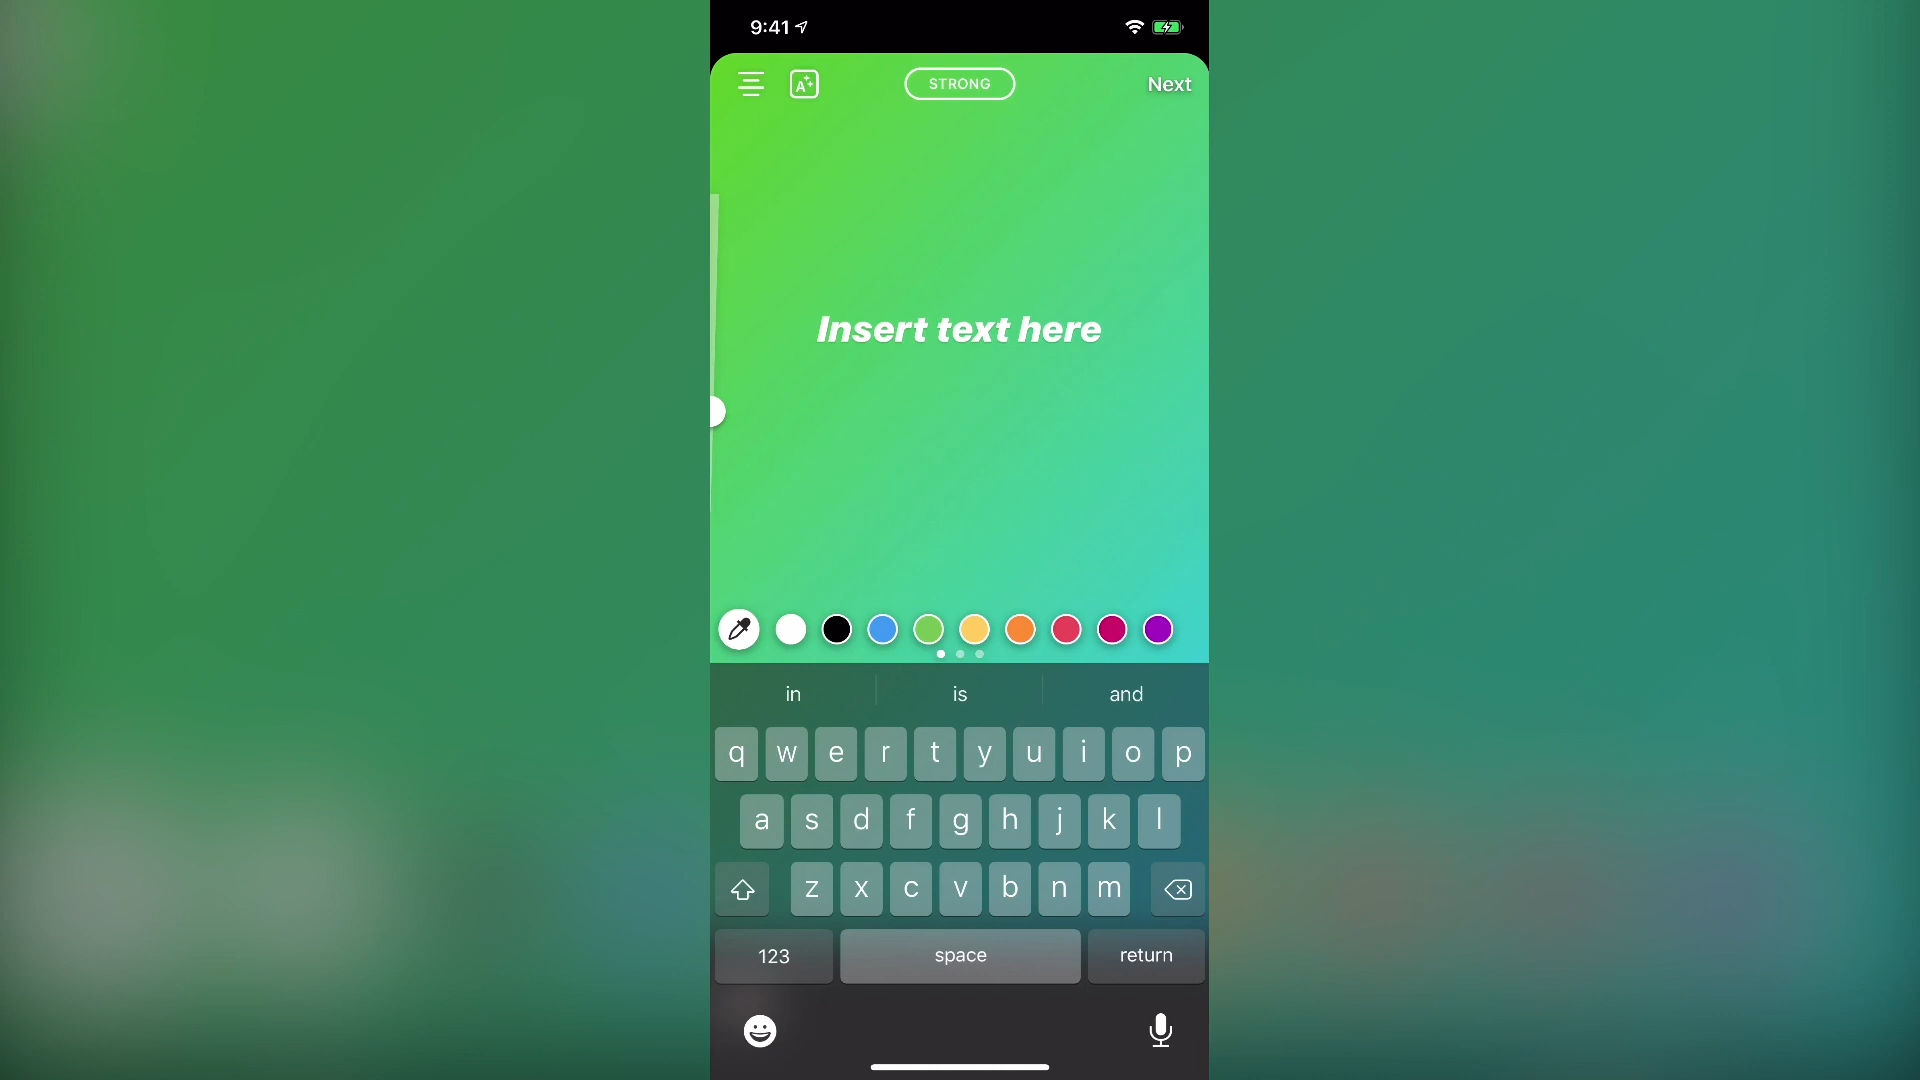 9:41
A
STRONG
Next
Insert text here
in is and
q w e r t y u i o p
a s d f g h j k l
z x c v b n m
123 space return